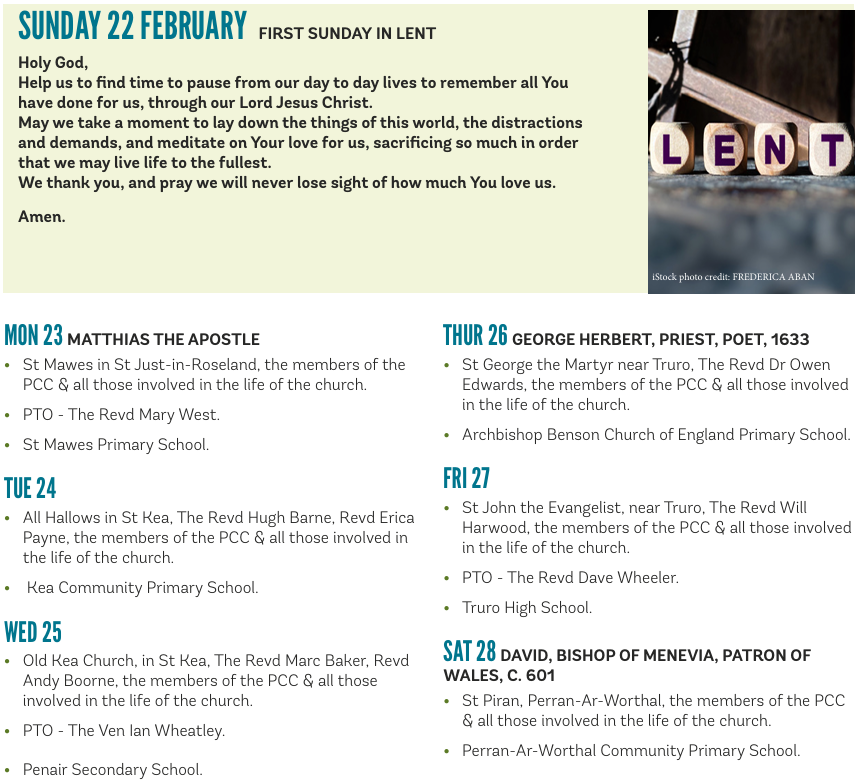 SUNDAY 22 FEBRUARY FIRST SUNDAY IN LENT
Holy God,
Help us to find time to pause from our day to day lives to remember all You
have done for us, through our Lord Jesus Christ.
May we take a moment to lay down the things of this world, the distractions
and demands, and meditate on Your love for us, sacrificing so much in order
that we may live life to the fullest.
We thank you, and pray we will never lose sight of how much You love us.
Amen.
LENT
iStock photo credit: FREDERICA ABAN
MON 23 MATTHIAS THE APOSTLE
• St Mawes in St Just-in-Roseland, the members of the
PCC & all those involved in the life of the church.
• PTO - The Revd Mary West.
• St Mawes Primary School.
TUE 24
• All Hallows in St Kea, The Revd Hugh Barne, Revd Erica
Payne, the members of the PCC & all those involved in
the life of the church.
• Kea Community Primary School.
WED 25
• Old Kea Church, in St Kea, The Revd Marc Baker, Revd
Andy Boorne, the members of the PCC & all those
involved in the life of the church.
• PTO - The Ven Ian Wheatley.
• Penair Secondary School.
THUR 26 GEORGE HERBERT, PRIEST, POET, 1633
• St George the Martyr near Truro, The Revd Dr Owen
Edwards, the members of the PCC & all those involved
in the life of the church.
• Archbishop Benson Church of England Primary School.
FRI 27
• St John the Evangelist, near Truro, The Revd Will
Harwood, the members of the PCC & all those involved
in the life of the church.
• PTO - The Revd Dave Wheeler.
• Truro High School.
SAT 28 DAVID, BISHOP OF MENEVIA, PATRON OF
WALES, C. 601
• St Piran, Perran-Ar-Worthal, the members of the PCC
& all those involved in the life of the church.
• Perran-Ar-Worthal Community Primary School.